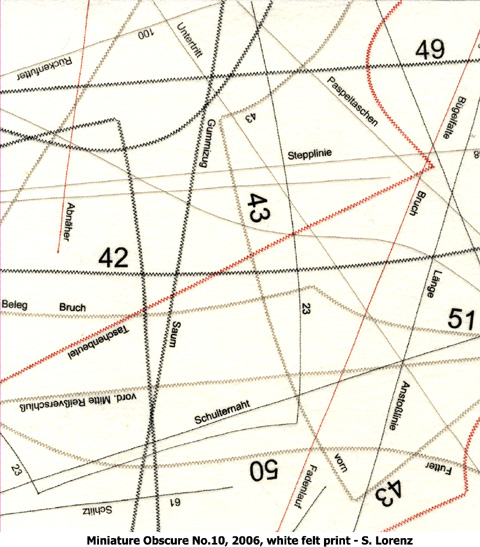 100
Untertritt
49
Rückenfutter
Paspeltaschen
Bügelfalte
43
Gummizug
Stepplinie
Abnäher
43
Bruch
42
Länge
Beleg
Bruch
23
51
Taschenbeutel
Saum
vord. Mitte Reißverschluß
Schulternaht
Anstoßlinie
23
50
vorn
Futter
Fadenlauf
43
Schlitz
61
Miniature Obscure No.10, 2006, white felt print - S. Lorenz